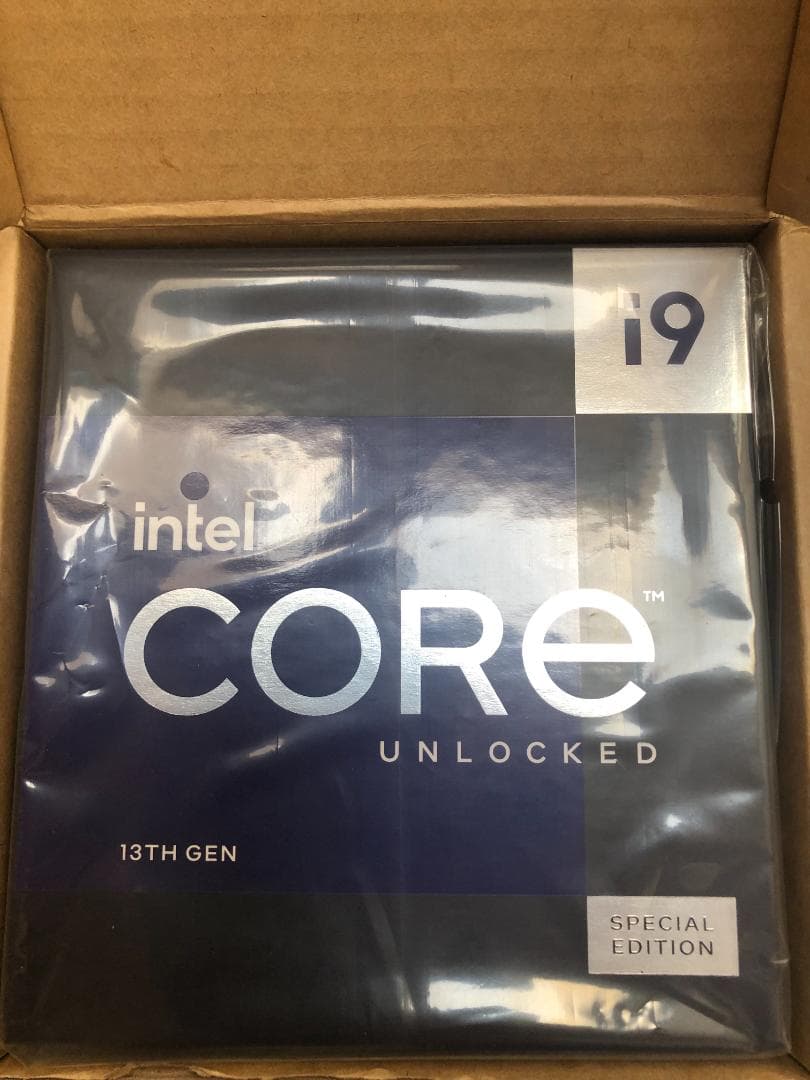 i9
intel
CORe™
UNLOCKED
13TH GEN
SPECIAL
EDITION